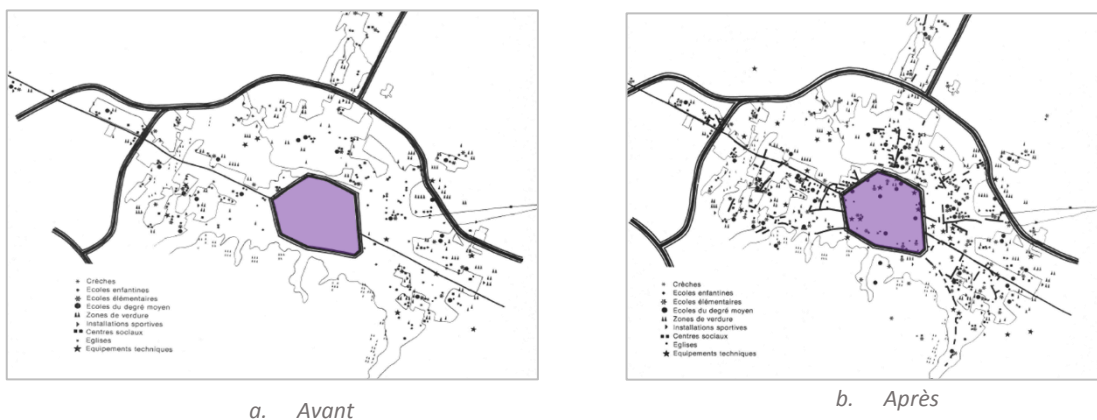 Crèches
Ecoles enfantines
Ecoles élémentaires
Ecoles du degré moyen
Zones de verdure
Installations sportives
Centres sociaux
Eglises
Equipements techniques
Crèches
Ecoles enfantines
Ecoles élémentaires
Ecoles du degré moyen
Zones de verdure
Installations sportives
Centres sociaux
Eglises
Equipements techniques
a. Avant
b. Après